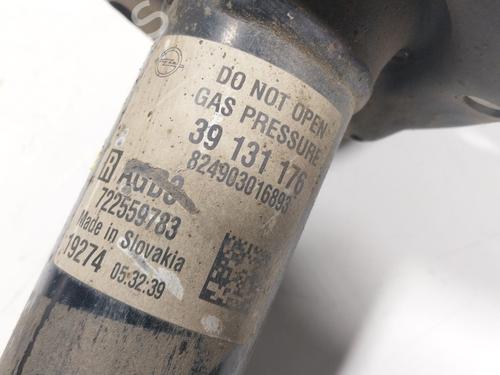 DO NOT OPEN
GAS PRESSURE
39 131 176
824903016893
R
722559783
Made in Slovakia
19274 05:32:39